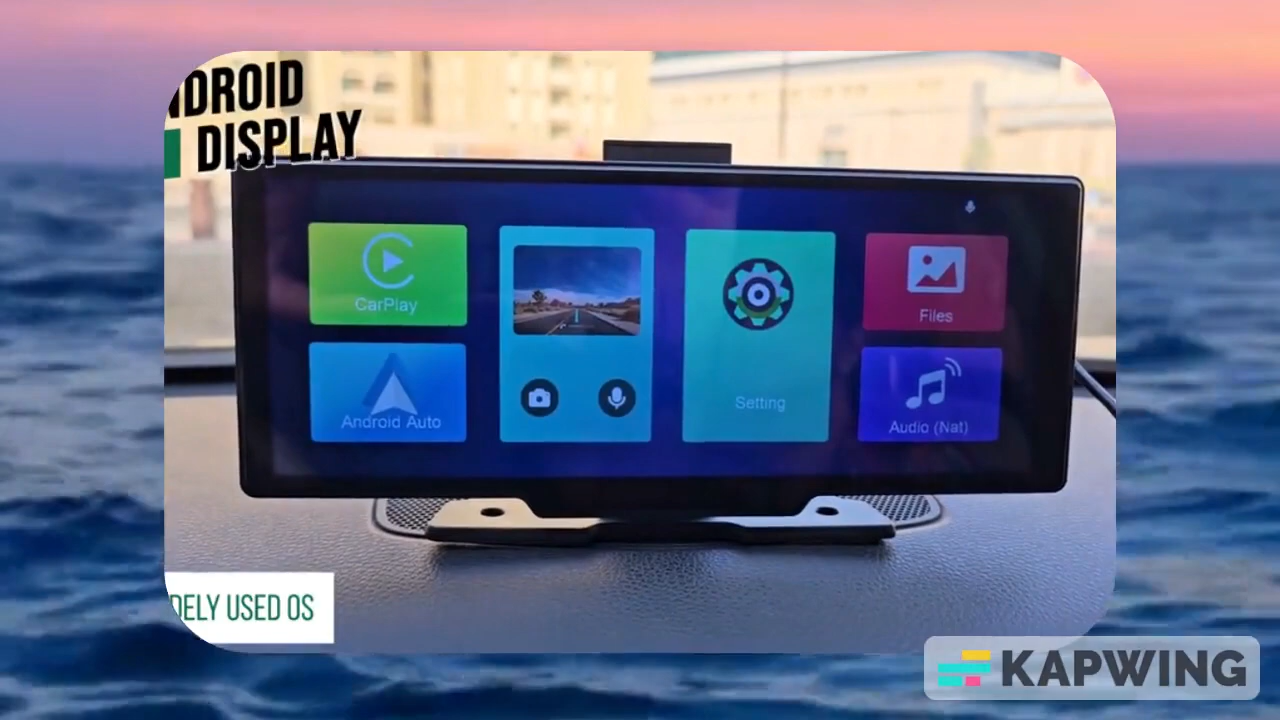 NDROID
DISPLAY
CarPlay
Android Auto
Setting
Files
Audio (Nat)
DELY USED OS
KAPWING